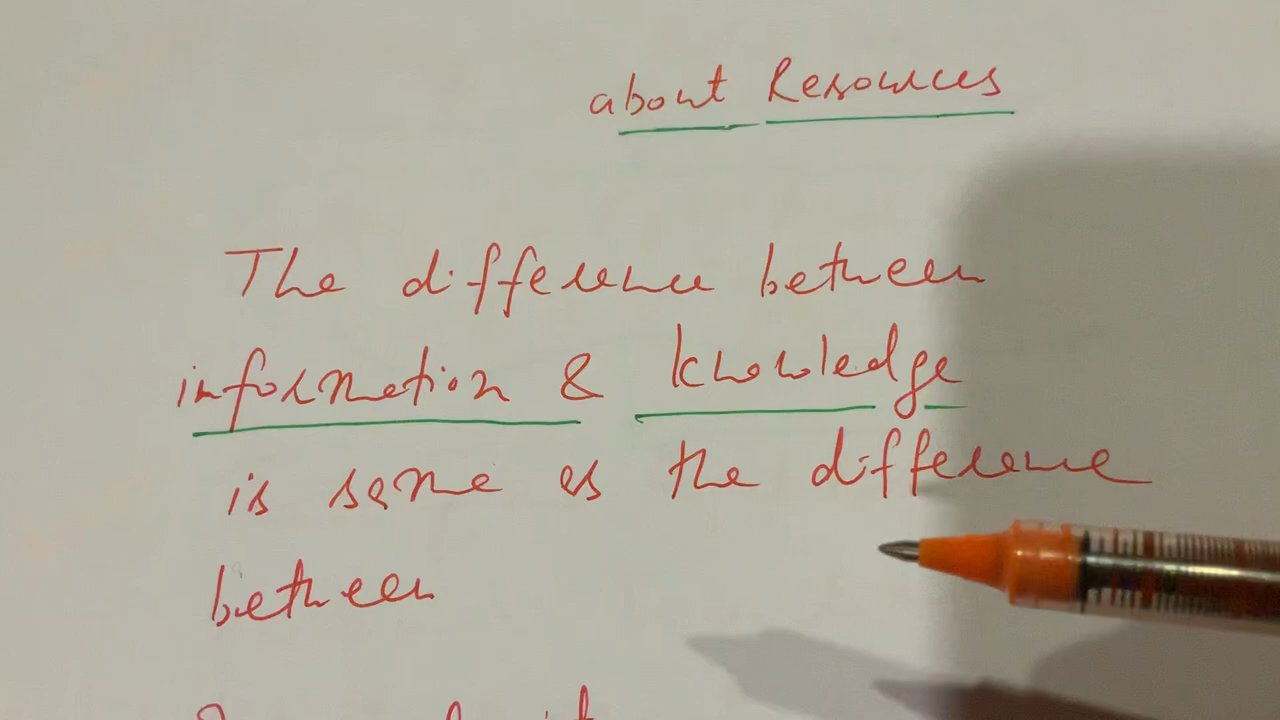 about Resources
The difference between
information & knowledge
is same as the difference
between